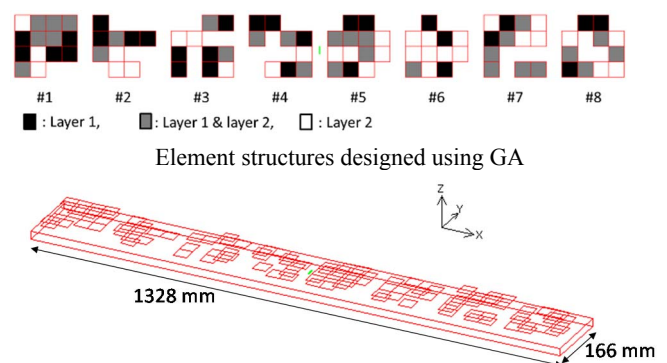 #1 #2 #3 #4 #5 #6 #7 #8
: Layer 1, : Layer 1 & layer 2, : Layer 2
Element structures designed using GA
Z
Y
X
1328 mm
166 mm